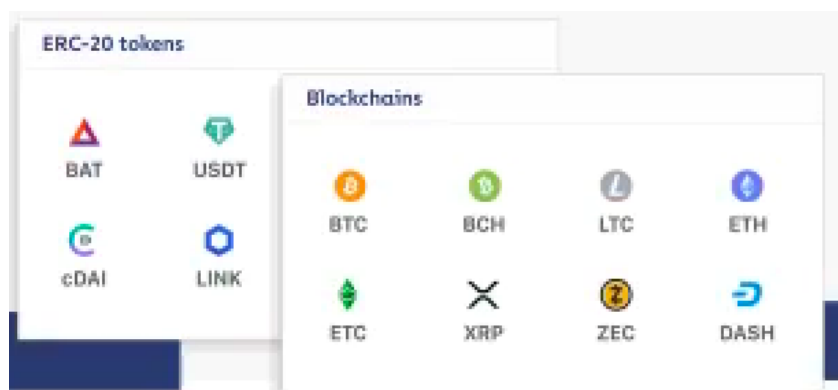 ERC-20 tokens
BAT USDT
cDAI LINK
Blockchains
BTC BCH LTC ETH
ETC XRP ZEC DASH